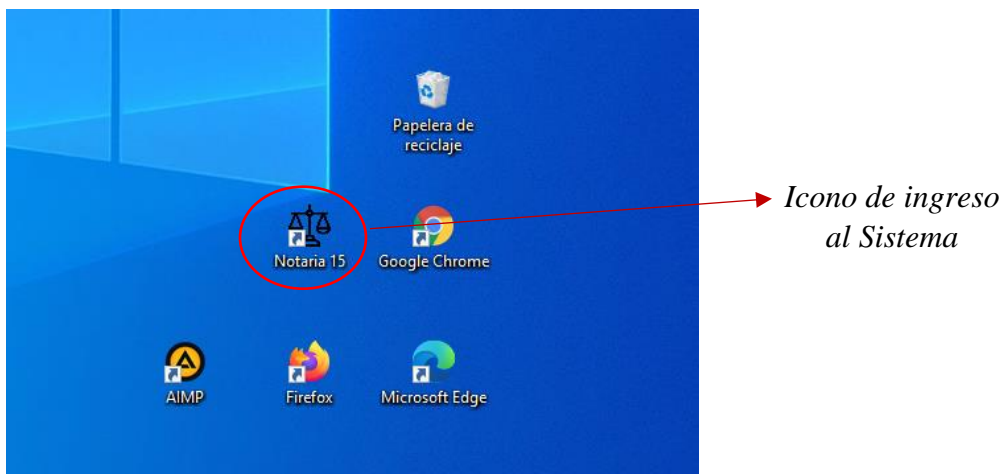 Papelera de
reciclaje
Notaria 15
Google Chrome
Icono de ingreso
al Sistema
AIMP
Firefox
Microsoft Edge